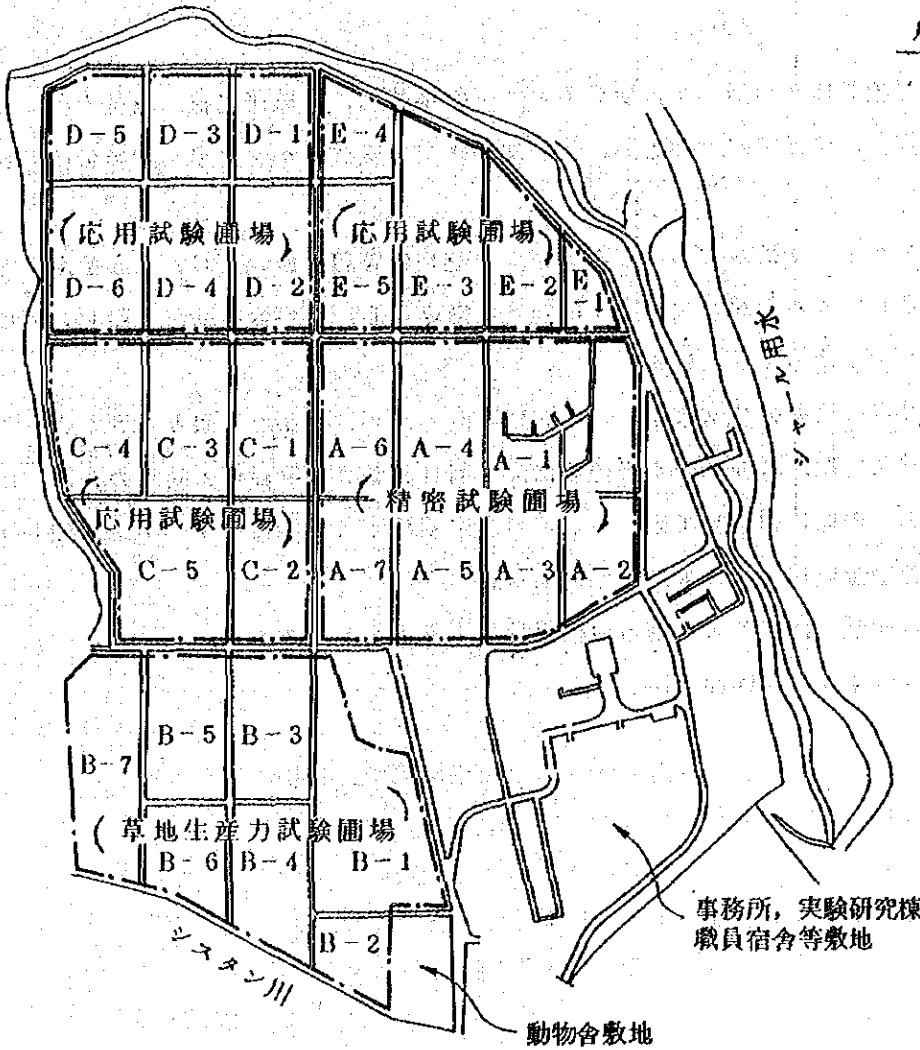 D-5 D-3 D-1 E-4
(応用試験圃場) (応用試験圃場)
D-6 D-4 D-2 E-5 E-3 E-2 E-1
シャール用水
C-4 C-3 C-1 A-6 A-4 A-1
(応用試験圃場) (精密試験圃場)
C-5 C-2 A-7 A-5 A-3 A-2
B-7 B-5 B-3
(草地生産力試験圃場)
B-6 B-4 B-1
B-2
シスタン川
事務所，実験研究棟
職員宿舎等敷地
動物舎敷地